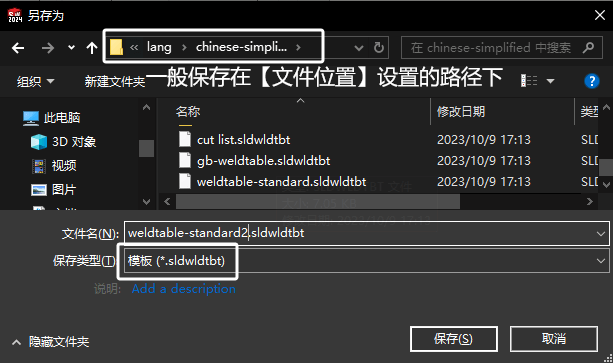 SW
2024
另存为
lang
chinese-simpli...
在 chinese-simplified 中搜索
组织
新建文件夹
一般保存在【文件位置】设置的路径下
此电脑
3D 对象
视频
图片
名称
修改日期
类型
cut list.sldwldtbt
2023/10/9 17:13
SLD
gb-weldtable.sldwldtbt
2023/10/9 17:13
SLD
weldtable-standard.sldwldtbt
2023/10/9 17:13
SLD
文件名(N):
weldtable-standard2.sldwldtbt
保存类型(T):
模板 (*.sldwldtbt)
说明:
Add a description
隐藏文件夹
保存(S)
取消